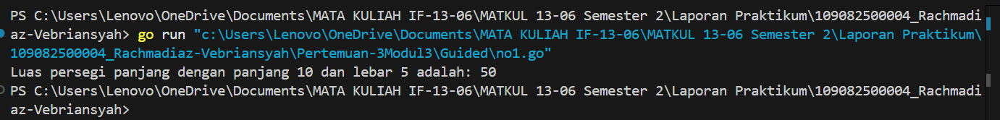 PS C:\Users\Lenovo\OneDrive\Documents\MATA KULIAH IF-13-06\MATKUL 13-06 Semester 2\Laporan Praktikum\109082500004_Rachmadi
az-Vebriansyah> go run "c:\Users\Lenovo\OneDrive\Documents\MATA KULIAH IF-13-06\MATKUL 13-06 Semester 2\Laporan Praktikum\
109082500004_Rachmadiaz-Vebriansyah\Pertemuan-3Modul3\Guided\no1.go"
Luas persegi panjang dengan panjang 10 dan lebar 5 adalah: 50
PS C:\Users\Lenovo\OneDrive\Documents\MATA KULIAH IF-13-06\MATKUL 13-06 Semester 2\Laporan Praktikum\109082500004_Rachmadi
az-Vebriansyah>